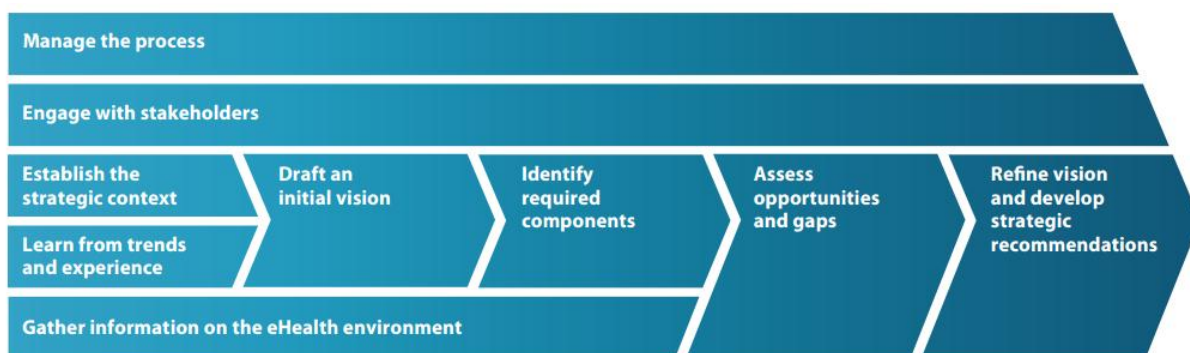 Manage the process
Engage with stakeholders
Establish the
strategic context
Learn from trends
and experience
Draft an
initial vision
Identify
required
components
Assess
opportunities
and gaps
Refine vision
and develop
strategic
recommendations
Gather information on the eHealth environment